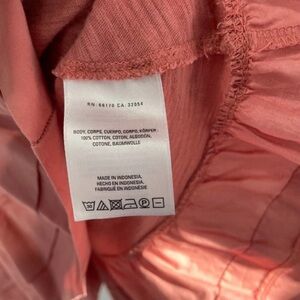 RN 66170 CA 32054
BODY, CORPS, CUERPO, CORPO, KÖRPER
100% COTTON, COTON, ALGODON,
COTONE, BAUMWOLLE
MADE IN INDONESIA
HECHO EN INDONESIA
FABRIQUÉ EN INDONÉSIE